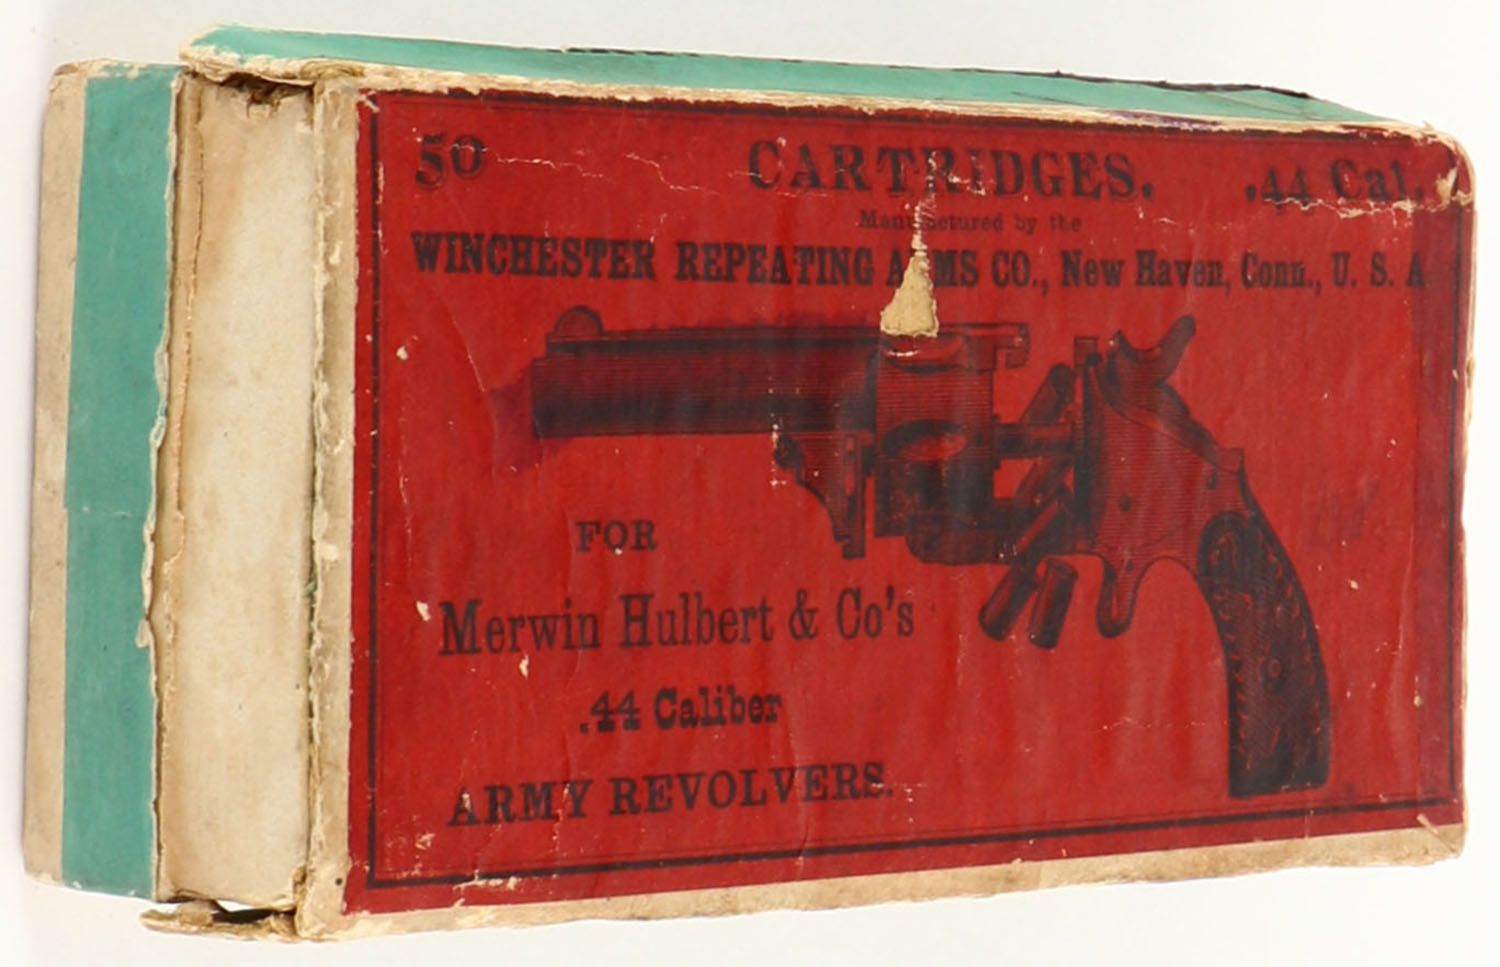 50 CARTRIDGES. .44 Cal.
Manufactured by the
WINCHESTER REPEATING ARMS CO., New Haven, Conn., U. S. A
FOR
Merwin Hulbert & Co's
.44 Caliber
ARMY REVOLVERS.